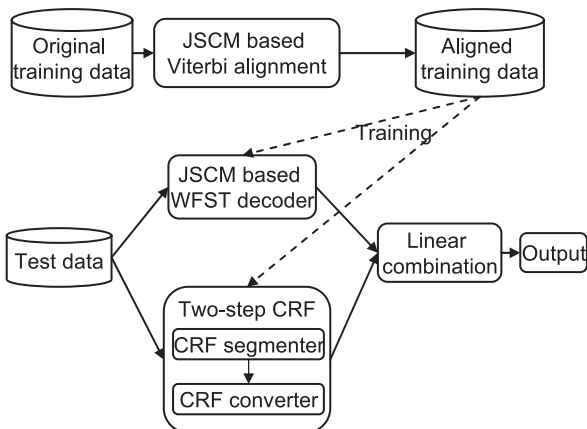 Original
training data
JSCM based
Viterbi alignment
Aligned
training data
Training
JSCM based
WFST decoder
Test data
Linear
combination
Output
Two-step CRF
CRF segmenter
CRF converter